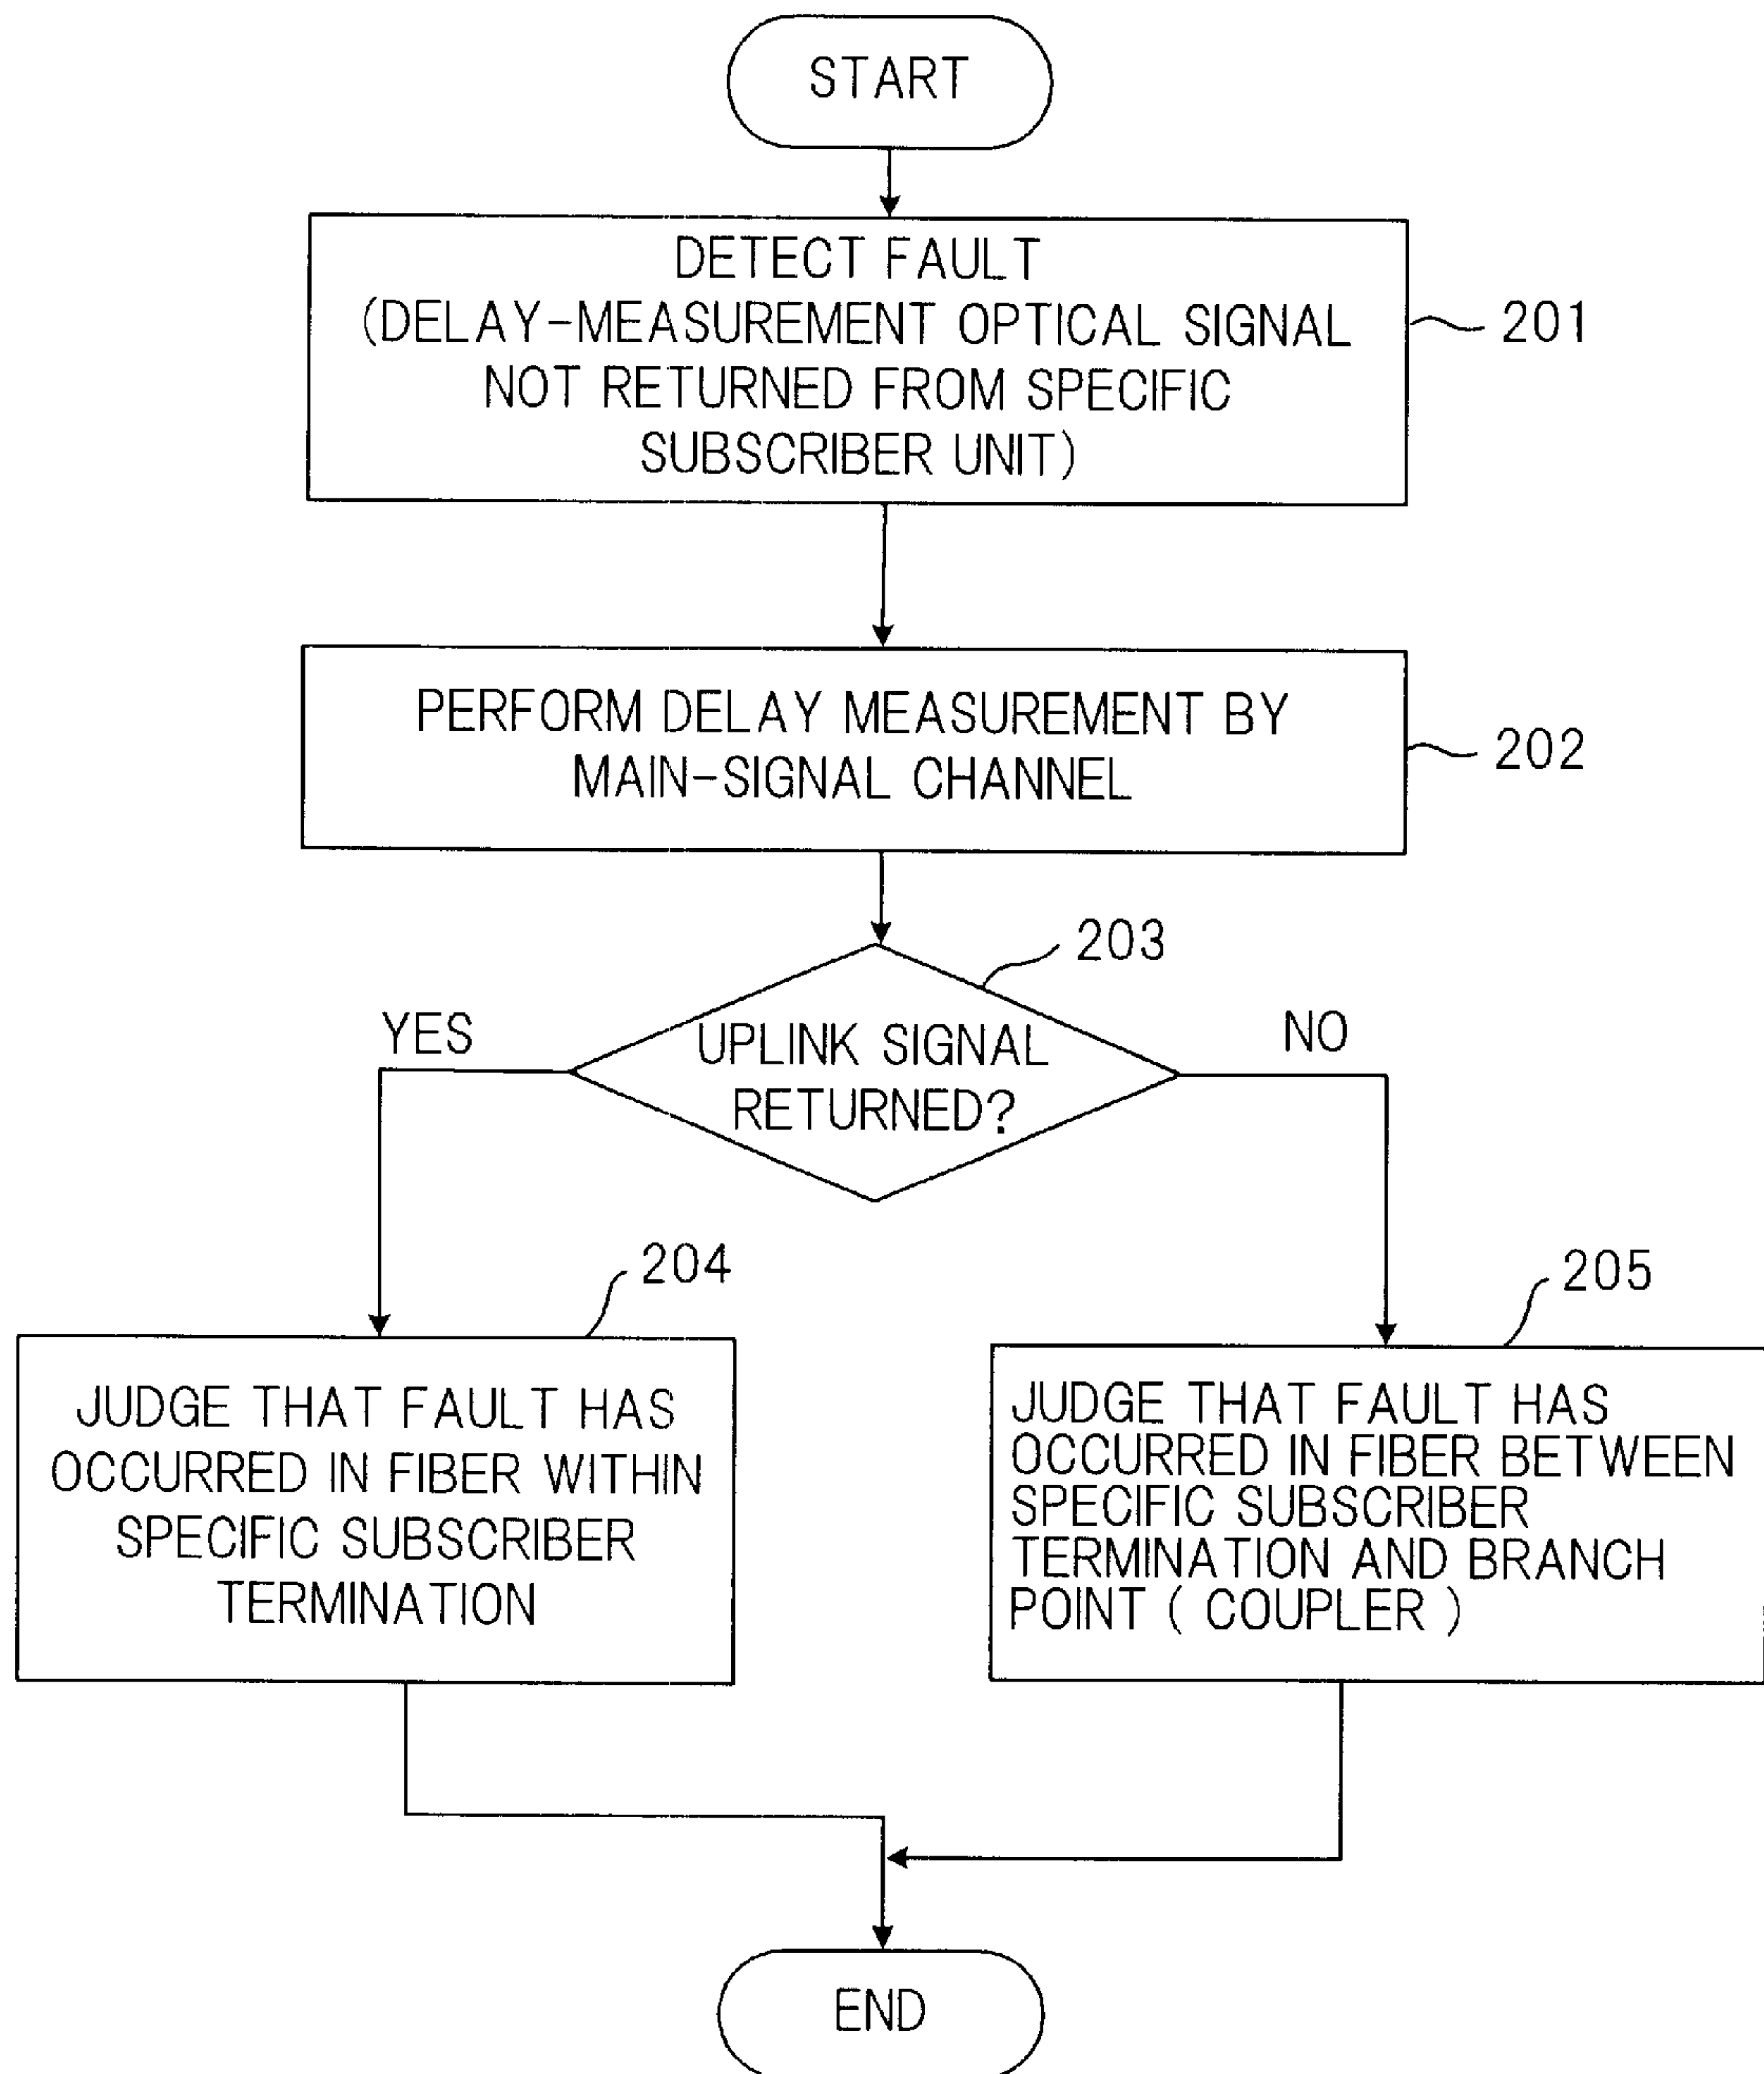 START
DETECT FAULT
(DELAY-MEASUREMENT OPTICAL SIGNAL
NOT RETURNED FROM SPECIFIC
SUBSCRIBER UNIT)
201
PERFORM DELAY MEASUREMENT BY
MAIN-SIGNAL CHANNEL
202
203
YES
UPLINK SIGNAL
RETURNED?
NO
204
JUDGE THAT FAULT HAS
OCCURRED IN FIBER WITHIN
SPECIFIC SUBSCRIBER
TERMINATION
205
JUDGE THAT FAULT HAS
OCCURRED IN FIBER BETWEEN
SPECIFIC SUBSCRIBER
TERMINATION AND BRANCH
POINT ( COUPLER )
END